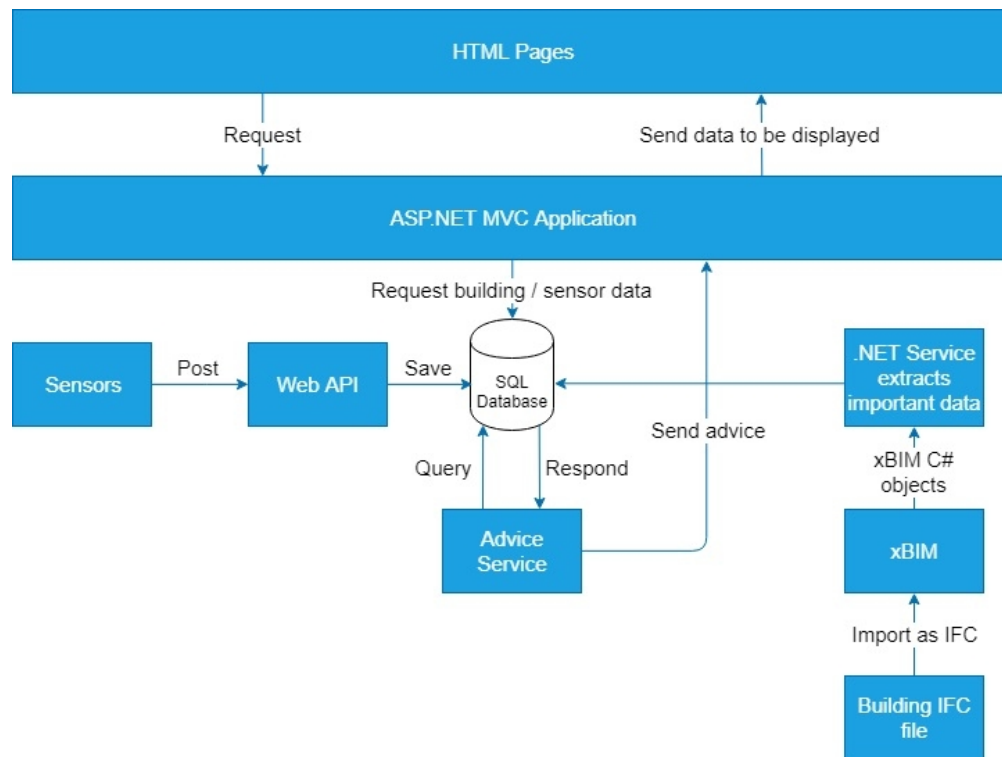 HTML Pages
Request
Send data to be displayed
ASP.NET MVC Application
Request building / sensor data
Sensors
Post
Web API
Save
SQL
Database
.NET Service
extracts
important data
Send advice
Query
Respond
xBIM C#
objects
Advice
Service
xBIM
Import as IFC
Building IFC
file